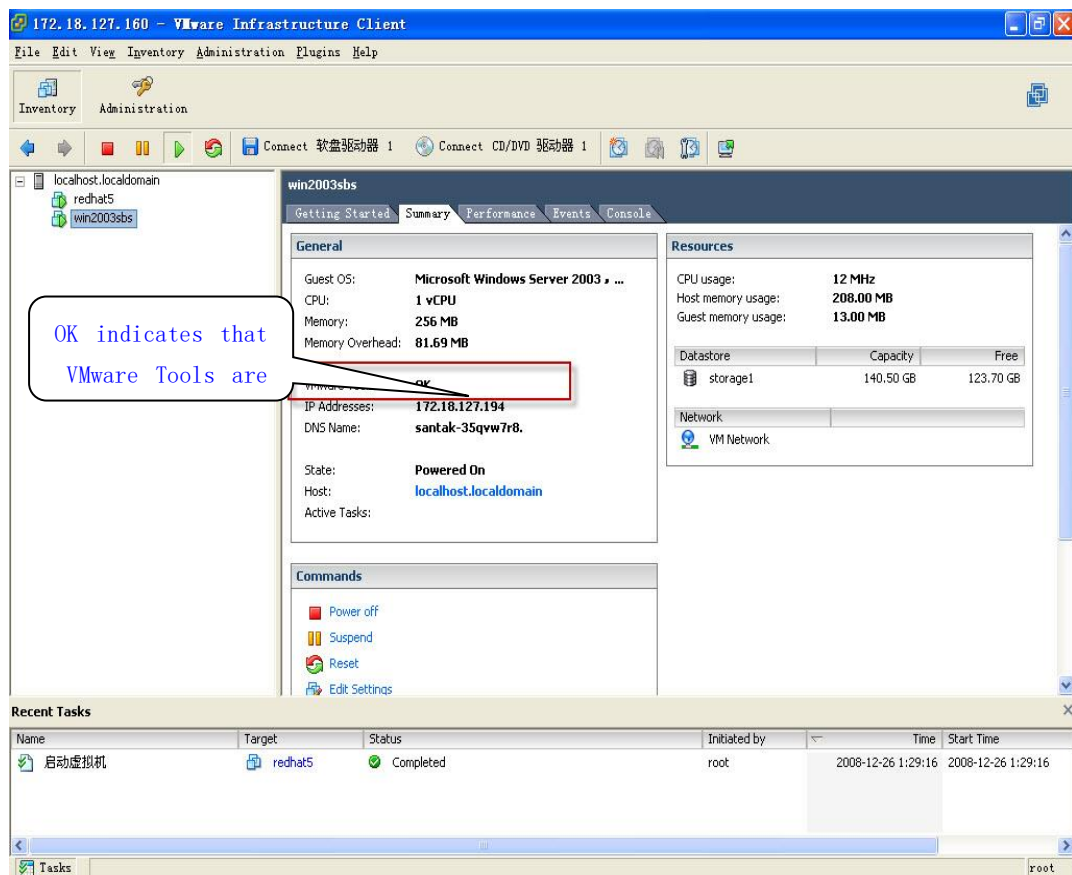 172.18.127.160 - VMware Infrastructure Client
File Edit View Inventory Administration Plugins Help
Inventory Administration
Connect 软盘驱动器 1 Connect CD/DVD 驱动器 1
localhost.localdomain
redhat5
win2003sbs
win2003sbs
Getting Started Summary Performance Events Console
General
Guest OS: Microsoft Windows Server 2003, ...
CPU: 1 vCPU
Memory: 256 MB
Memory Overhead: 81.69 MB
OK
IP Addresses: 172.18.127.194
DNS Name: santak-35qvw7r8.
State: Powered On
Host: localhost.localdomain
Active Tasks:
OK indicates that
VMware Tools are
Commands
Power off
Suspend
Reset
Edit Settings
Resources
CPU usage: 12 MHz
Host memory usage: 208.00 MB
Guest memory usage: 13.00 MB
Datastore Capacity Free
storage1 140.50 GB 123.70 GB
Network
VM Network
Recent Tasks
Name Target Status Initiated by Time Start Time
启动虚拟机 redhat5 Completed root 2008-12-26 1:29:16 2008-12-26 1:29:16
Tasks root